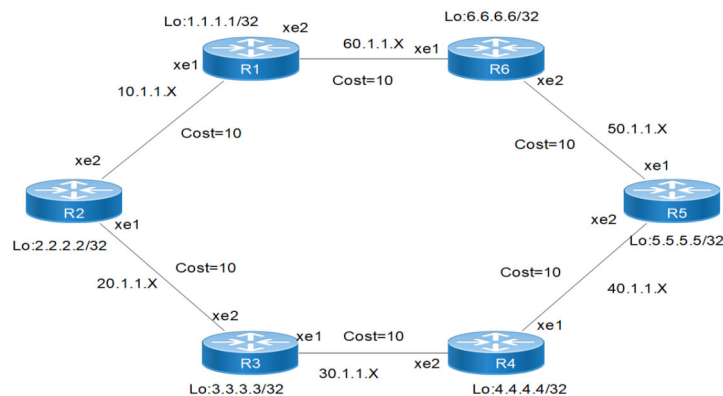 Lo:1.1.1.1/32
xe2
Lo:6.6.6.6/32
60.1.1.X
xe1
xe1
R1
R6
Cost=10
xe2
10.1.1.X
50.1.1.X
Cost=10
Cost=10
xe2
xe1
R2
R5
xe1
xe2
Lo:2.2.2.2/32
Lo:5.5.5.5/32
Cost=10
Cost=10
20.1.1.X
40.1.1.X
xe2
xe1
xe1
Cost=10
R3
R4
30.1.1.X
xe2
Lo:3.3.3.3/32
Lo:4.4.4.4/32